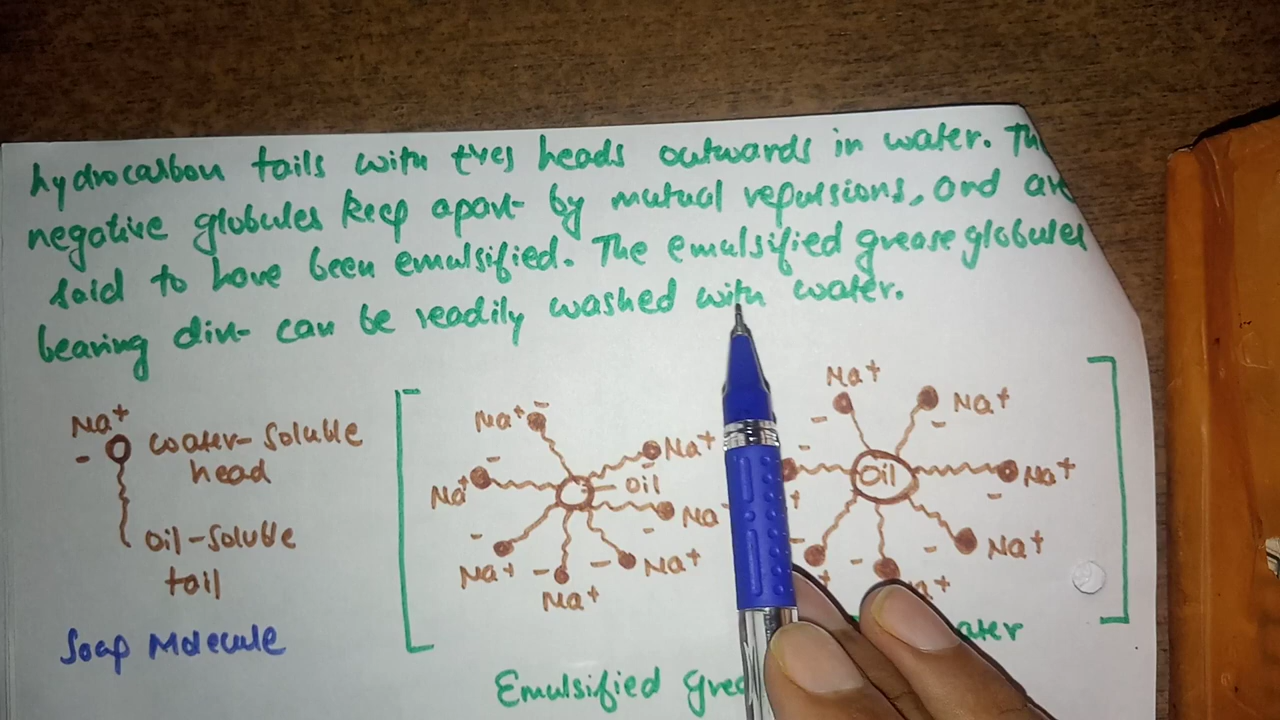 hydrocarbon tails with heads outwards in water. The
negative globules keep apart by mutual repulsions, and are
said to have been emulsified. The emulsified grease globules
bearing dirt can be readily washed with water.
Na+
-
water-soluble
head
oil-soluble
tail
Soap Molecule
Na+ -
Na+ -
Na+ -
Na+ -
Na+ -
Na+ -
Na
Oil
Na+
-
Na+
-
Na+
-
Na+
-
Oil
-
+
-
+
-
a+
ater
Emulsified Grea